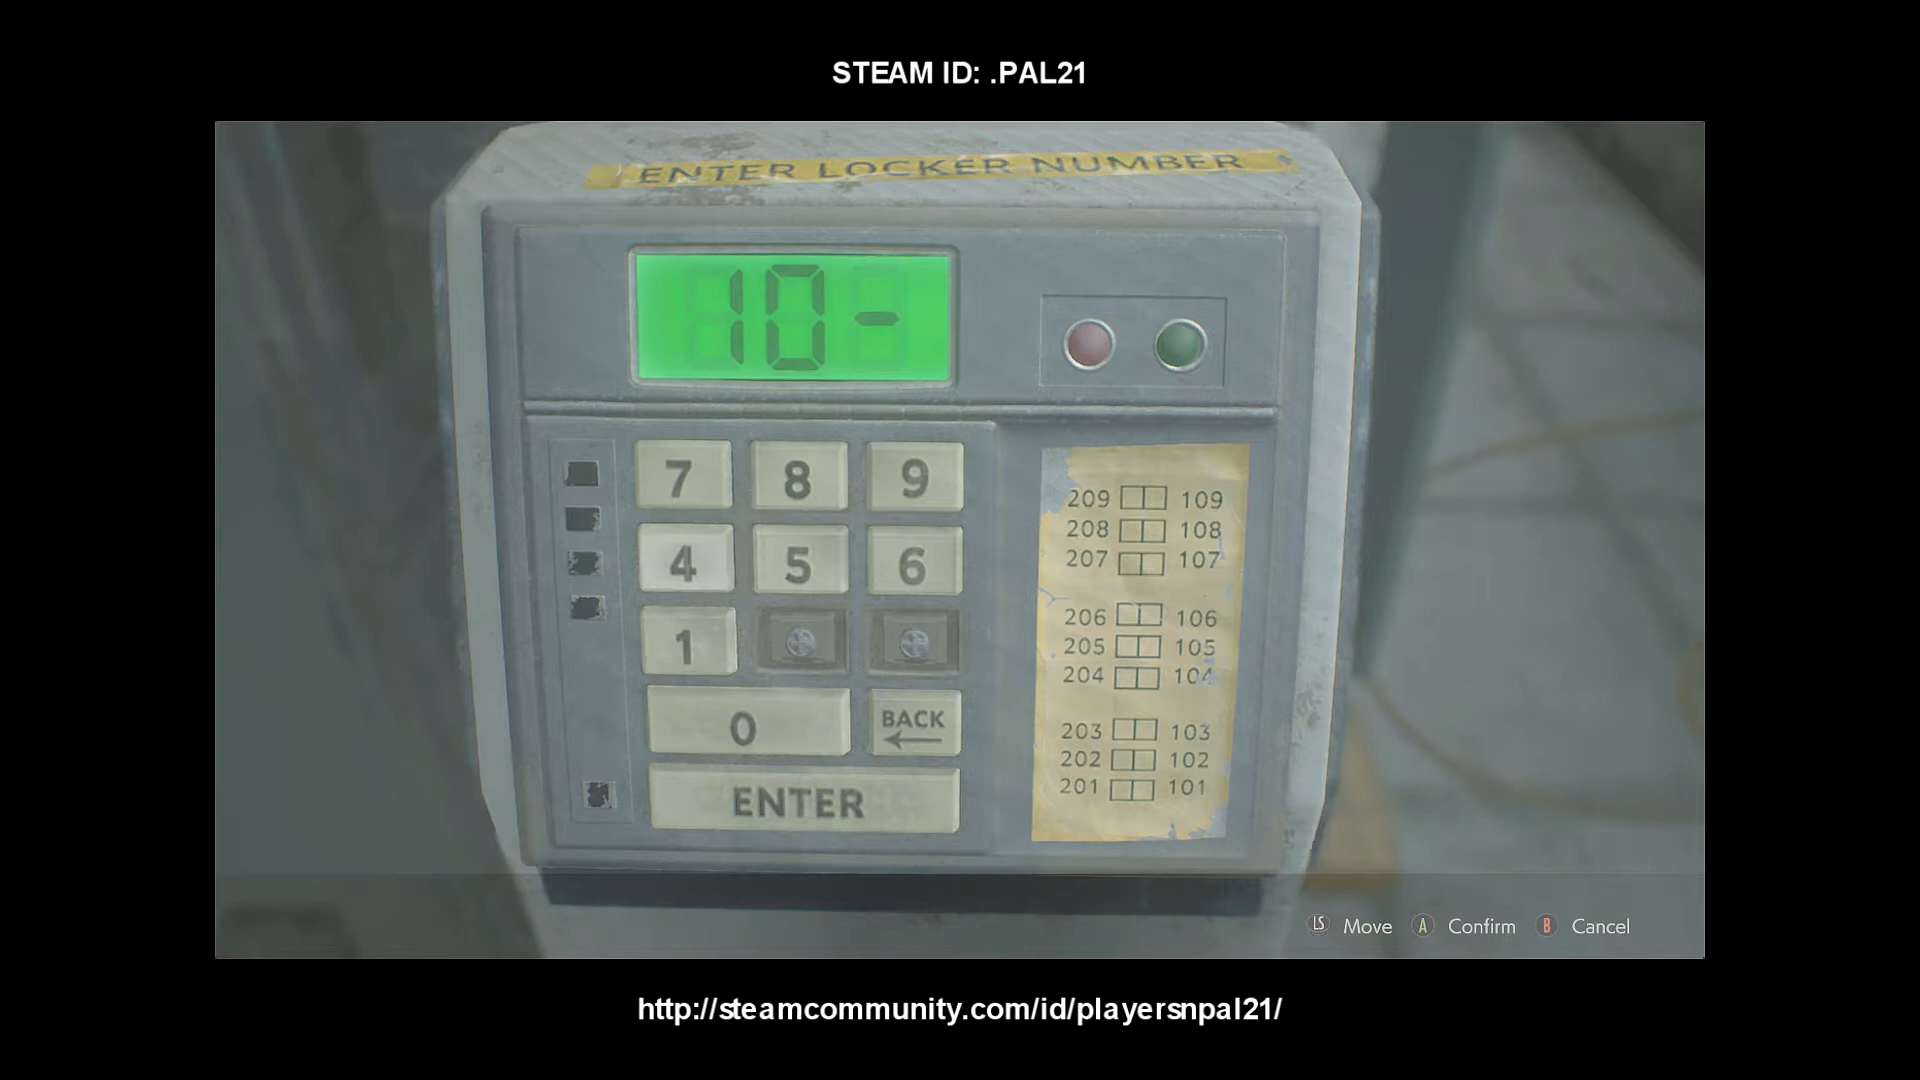 STEAM ID: .PAL21
ENTER LOCKER NUMBER
10-
7 8 9
4 5 6
1
0 BACK
ENTER
209 109
208 108
207 107
206 106
205 105
204 104
203 103
202 102
201 101
LS Move A Confirm B Cancel
http://steamcommunity.com/id/playersnpal21/